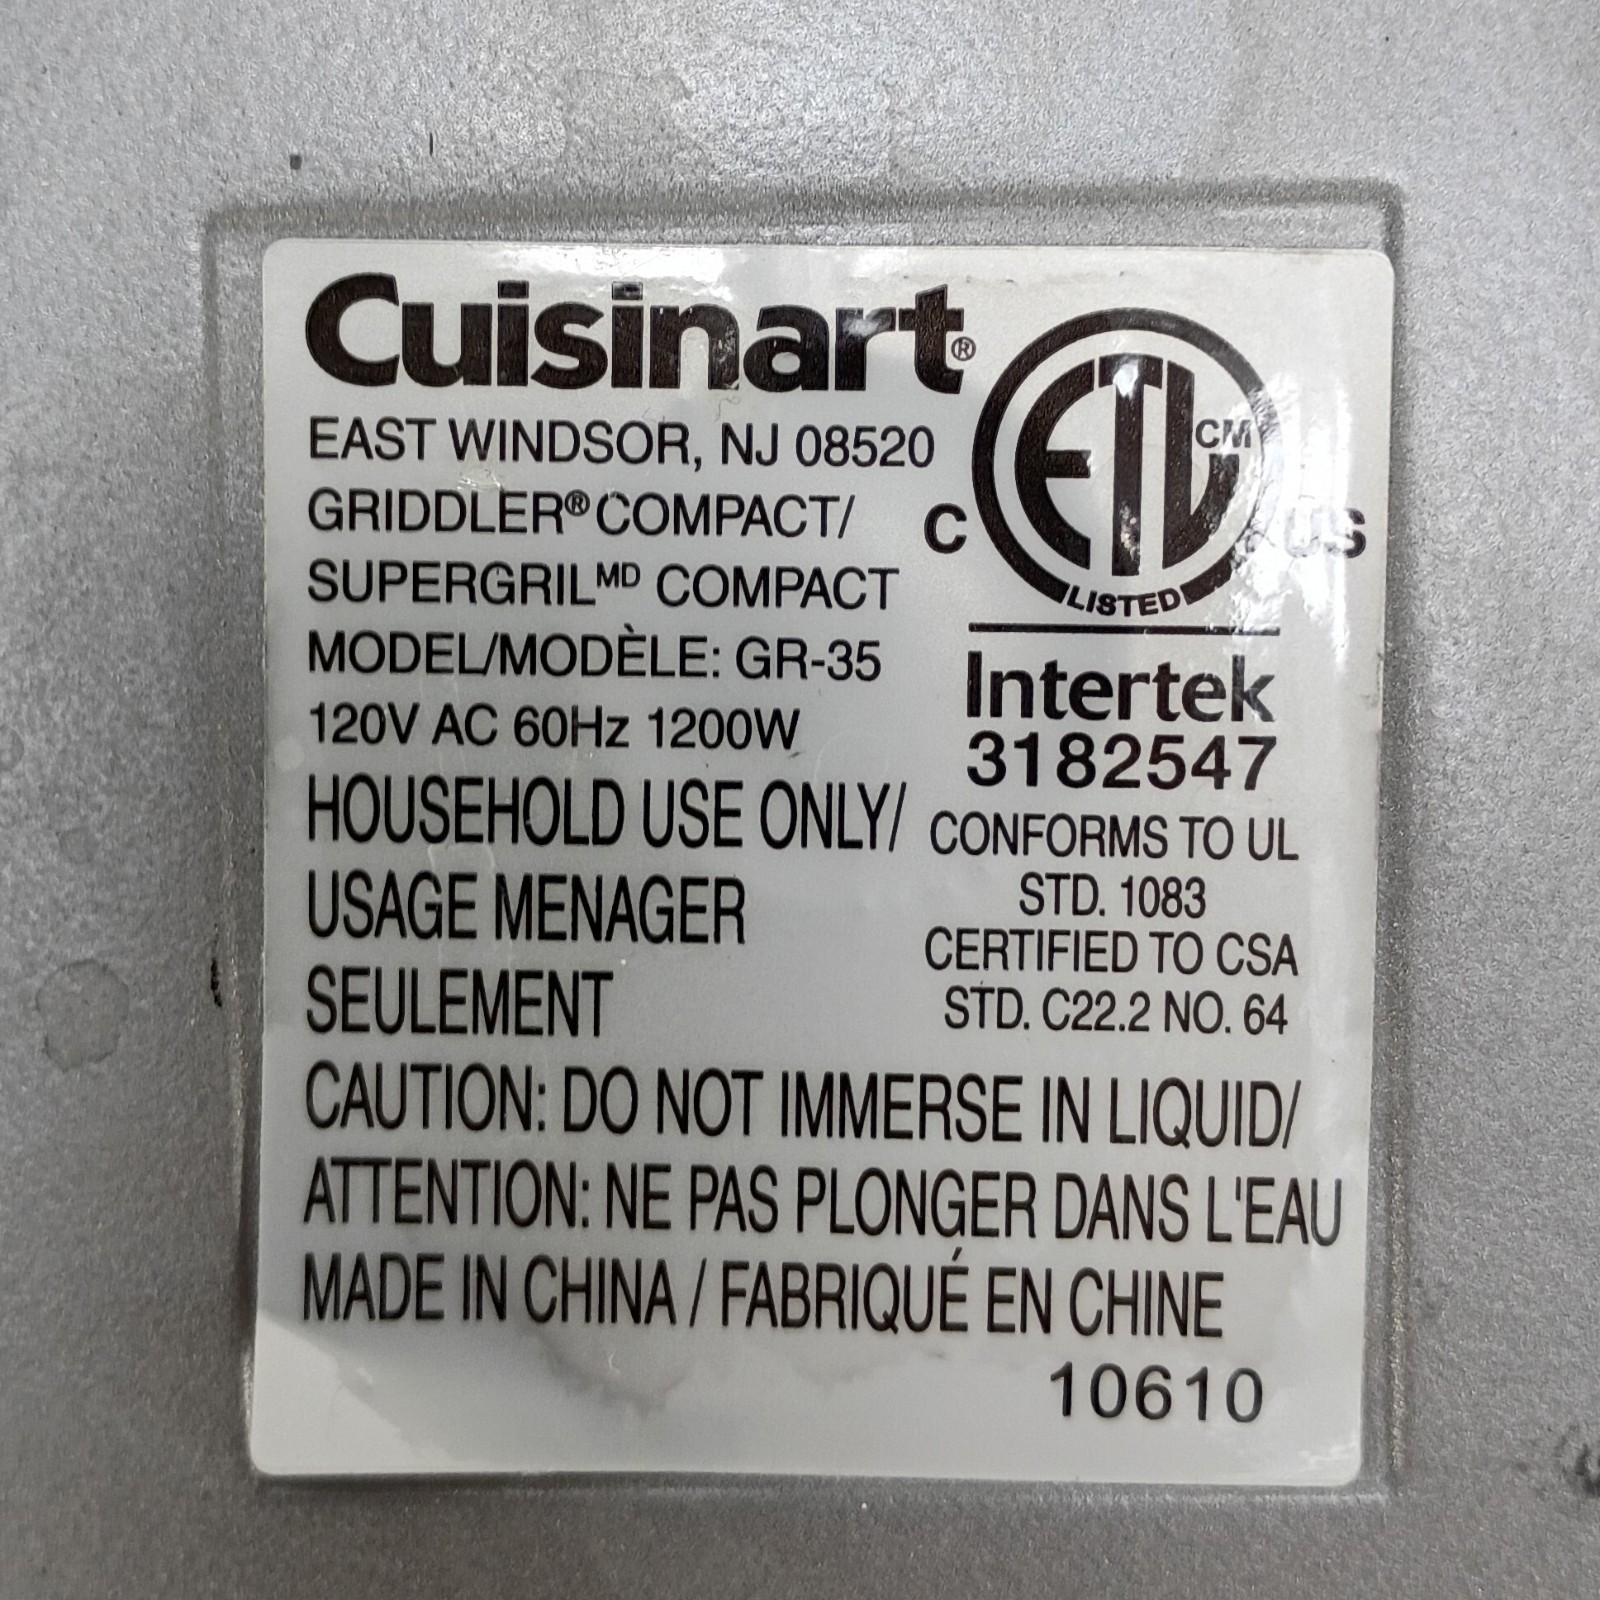 Cuisinart®
EAST WINDSOR, NJ 08520
GRIDDLER® COMPACT/
SUPERGRIL MD COMPACT
MODEL/MODÈLE: GR-35
120V AC 60Hz 1200W
HOUSEHOLD USE ONLY/
USAGE MENAGER
SEULEMENT
ETL CM
C US
LISTED
Intertek
3182547
CONFORMS TO UL
STD. 1083
CERTIFIED TO CSA
STD. C22.2 NO. 64
CAUTION: DO NOT IMMERSE IN LIQUID/
ATTENTION: NE PAS PLONGER DANS L'EAU
MADE IN CHINA / FABRIQUÉ EN CHINE
10610